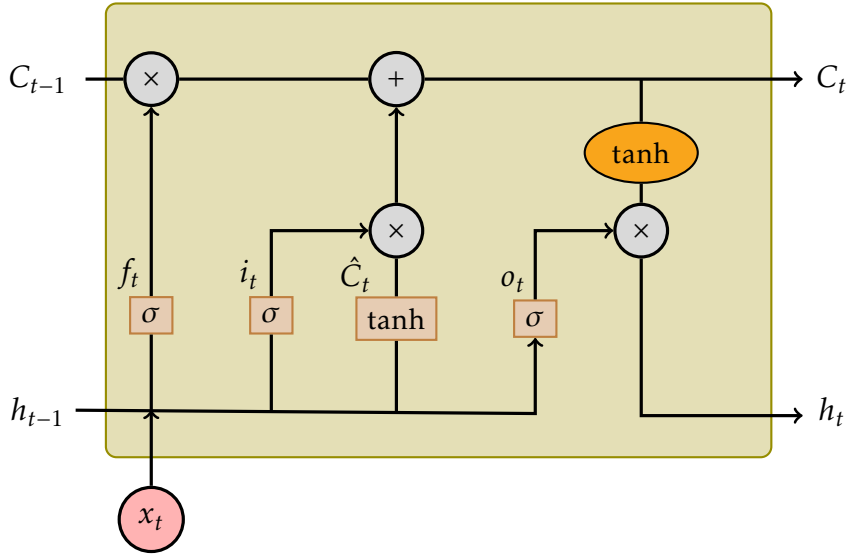 C_{t−1} × + C_t
tanh
× ×
f_t i_t Ĉ_t o_t
σ σ tanh σ
h_{t−1} h_t
x_t